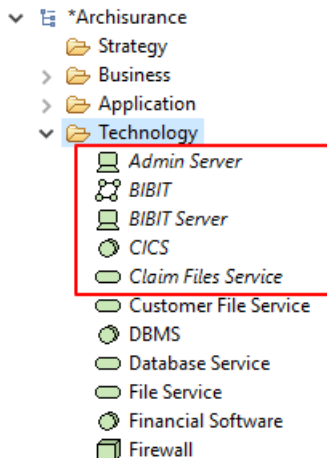 *Archisurance
Strategy
Business
Application
Technology
Admin Server
BIBIT
BIBIT Server
CICS
Claim Files Service
Customer File Service
DBMS
Database Service
File Service
Financial Software
Firewall